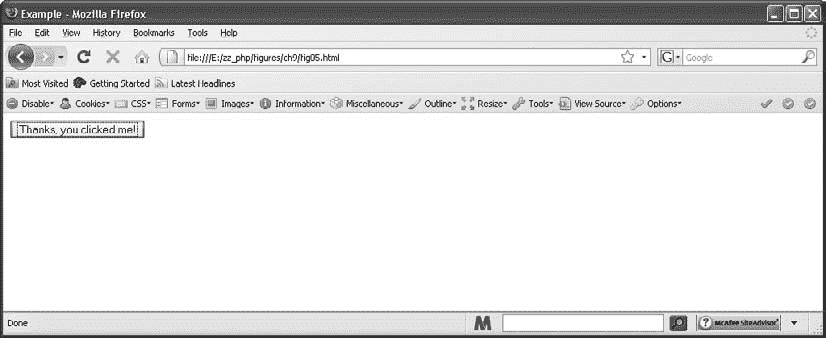 Example - Mozilla Firefox
File Edit View History Bookmarks Tools Help
file:///E:/zz_php/figures/ch9/fig05.html
G Google
Most Visited Getting Started Latest Headlines
Disable Cookies CSS Forms Images Information Miscellaneous Outline Resize Tools View Source Options
Thanks, you clicked me!
Done
M
McAfee SiteAdvisor